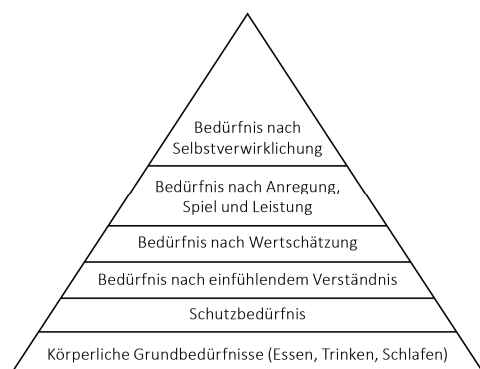 Bedürfnis nach
Selbstverwirklichung
Bedürfnis nach Anregung,
Spiel und Leistung
Bedürfnis nach Wertschätzung
Bedürfnis nach einfühlendem Verständnis
Schutzbedürfnis
Körperliche Grundbedürfnisse (Essen, Trinken, Schlafen)